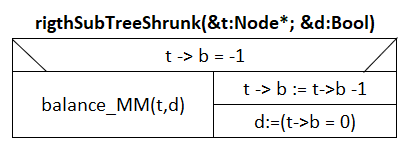 rigthSubTreeShrunk(&t:Node*; &d:Bool)
t -> b = -1
balance_MM(t,d)
t -> b := t->b -1
d:=(t->b = 0)